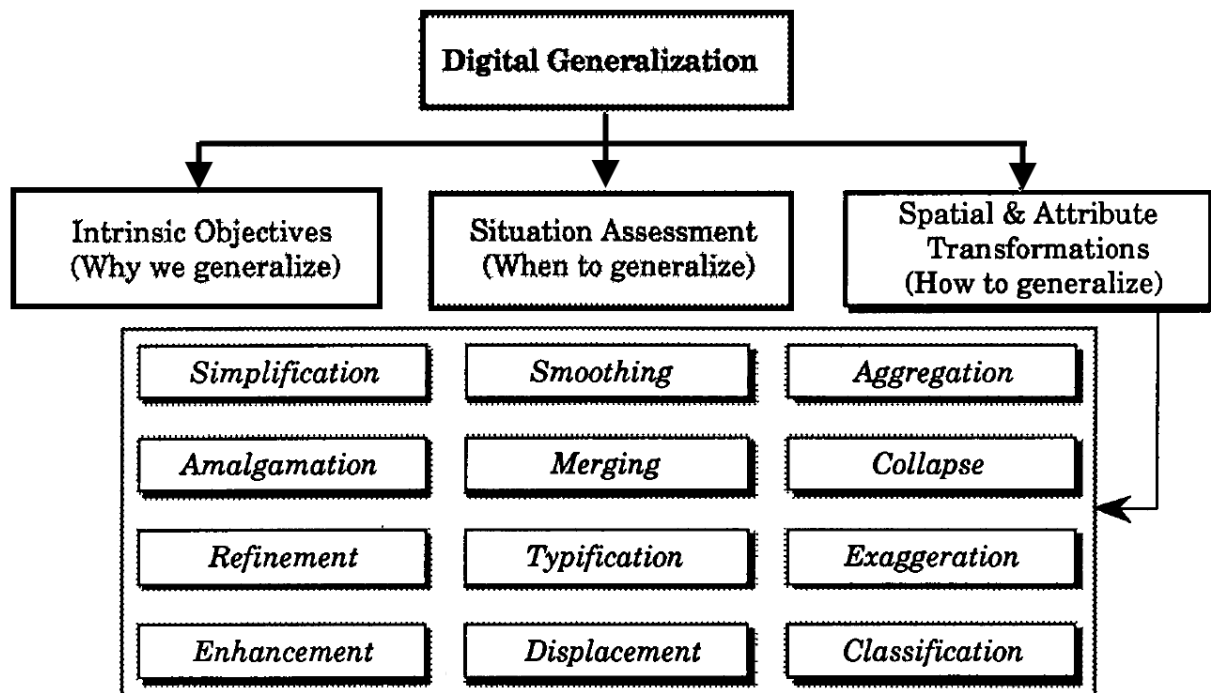 Digital Generalization
Intrinsic Objectives
(Why we generalize)
Situation Assessment
(When to generalize)
Spatial & Attribute
Transformations
(How to generalize)
Simplification
Smoothing
Aggregation
Amalgamation
Merging
Collapse
Refinement
Typification
Exaggeration
Enhancement
Displacement
Classification